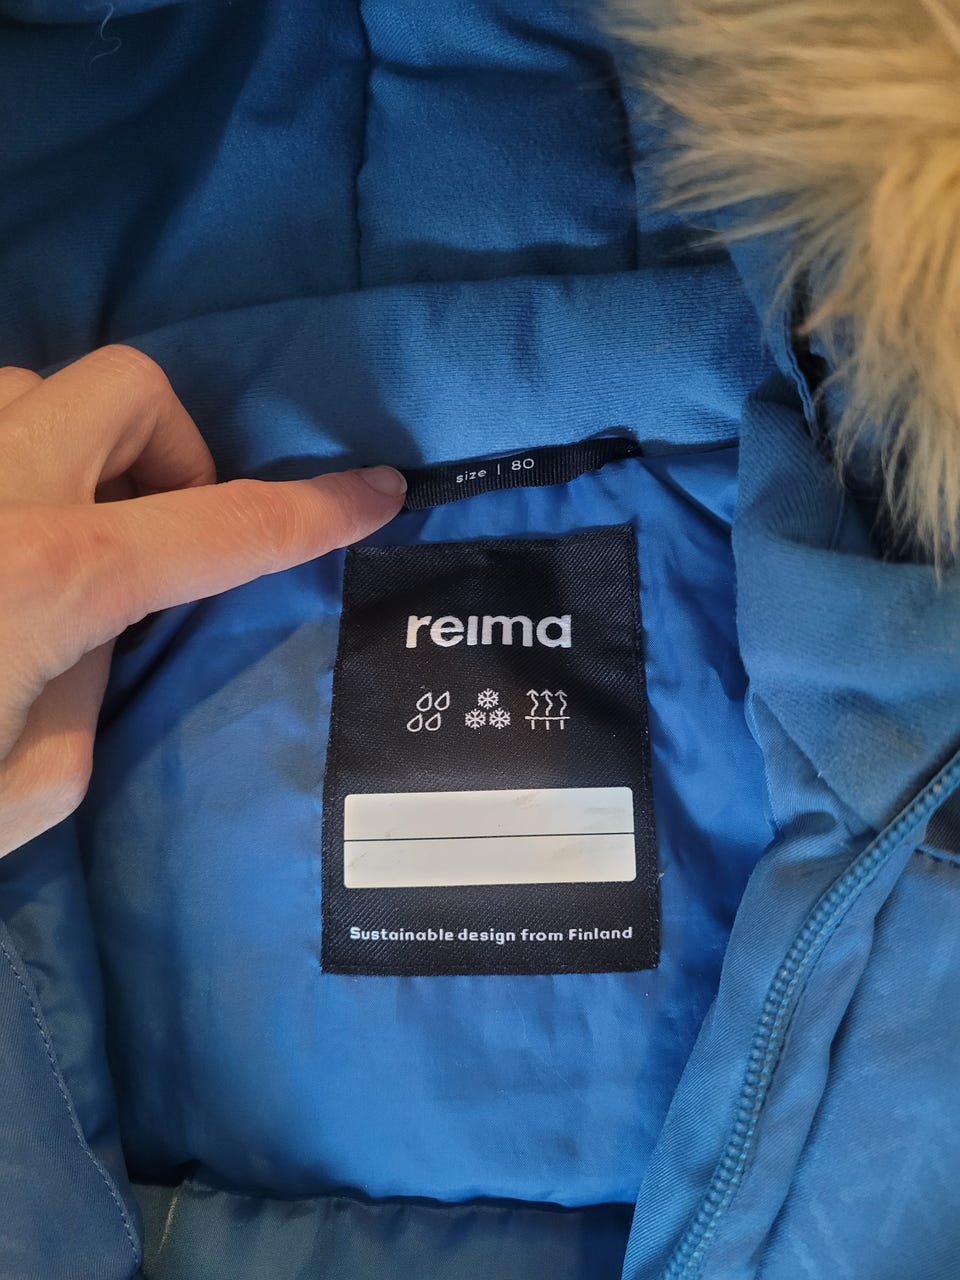 size | 80
reima
Sustainable design from Finland